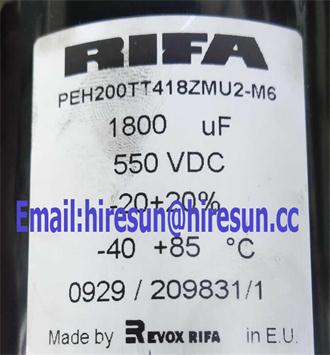 RIFA
PEH200TT418ZMU2-M6
1800 uF
550 VDC
-20+20%
Email:hiresun@hiresun.cc
-40 +85 °C
0929 / 209831/1
Made by EVOX RIFA in E.U.